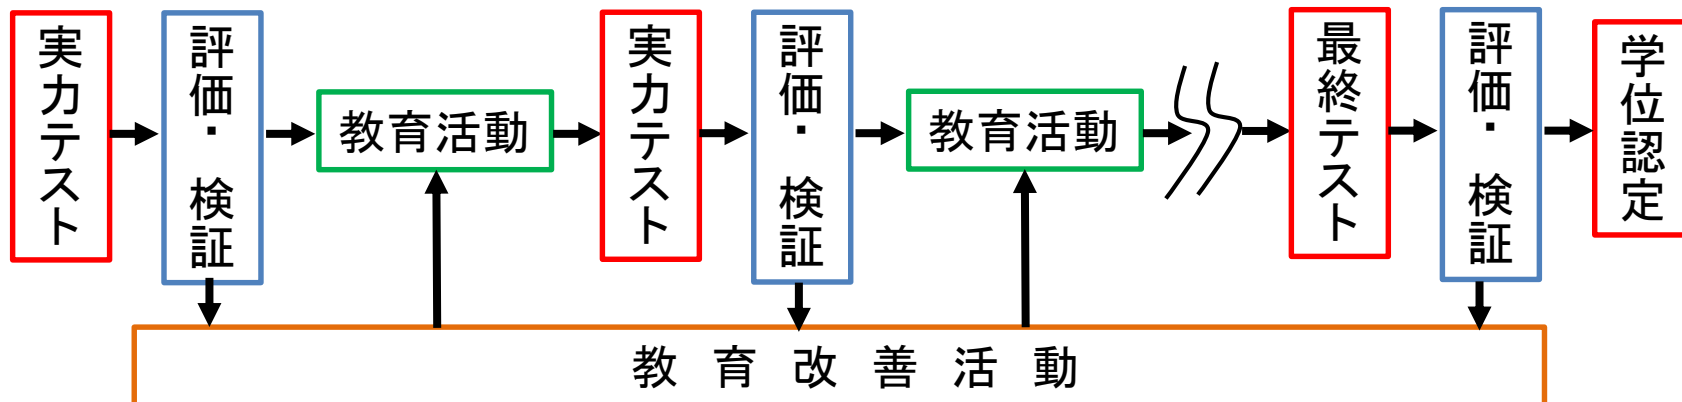 実力テスト
評価・検証
教育活動
実力テスト
評価・検証
教育活動
最終テスト
評価・検証
学位認定
教育改善活動